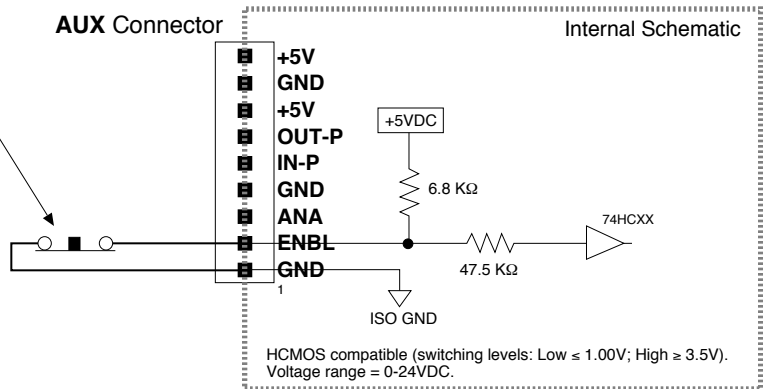 AUX Connector
Internal Schematic
+5V
GND
+5V
OUT-P
IN-P
GND
ANA
ENBL
GND
1
+5VDC
6.8 KΩ
47.5 KΩ
74HCXX
ISO GND
HCMOS compatible (switching levels: Low ≤ 1.00V; High ≥ 3.5V).
Voltage range = 0-24VDC.